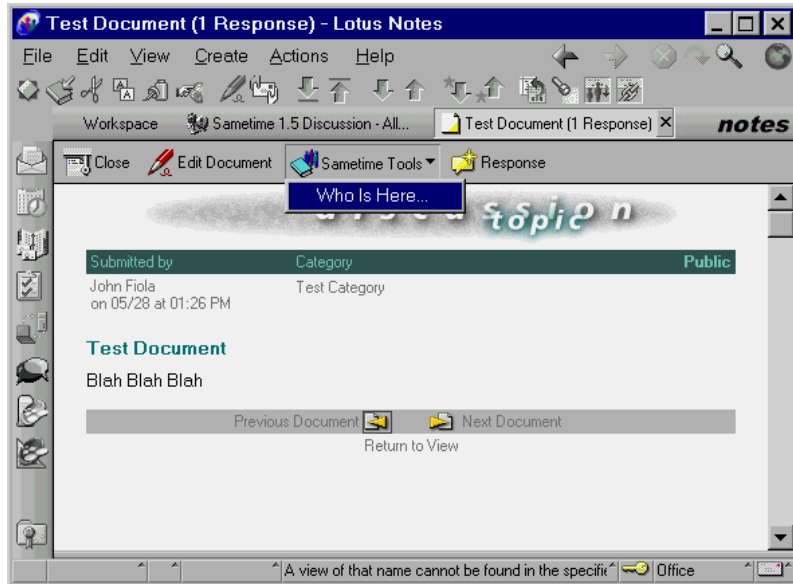 Test Document (1 Response) - Lotus Notes
File Edit View Create Actions Help
Workspace Sametime 1.5 Discussion - All... Test Document (1 Response) notes
Close Edit Document Sametime Tools Response
Who Is Here...
discussion
topic
Submitted by Category Public
John Fiola Test Category
on 05/28 at 01:26 PM
Test Document
Blah Blah Blah
Previous Document Next Document
Return to View
A view of that name cannot be found in the specifi Office